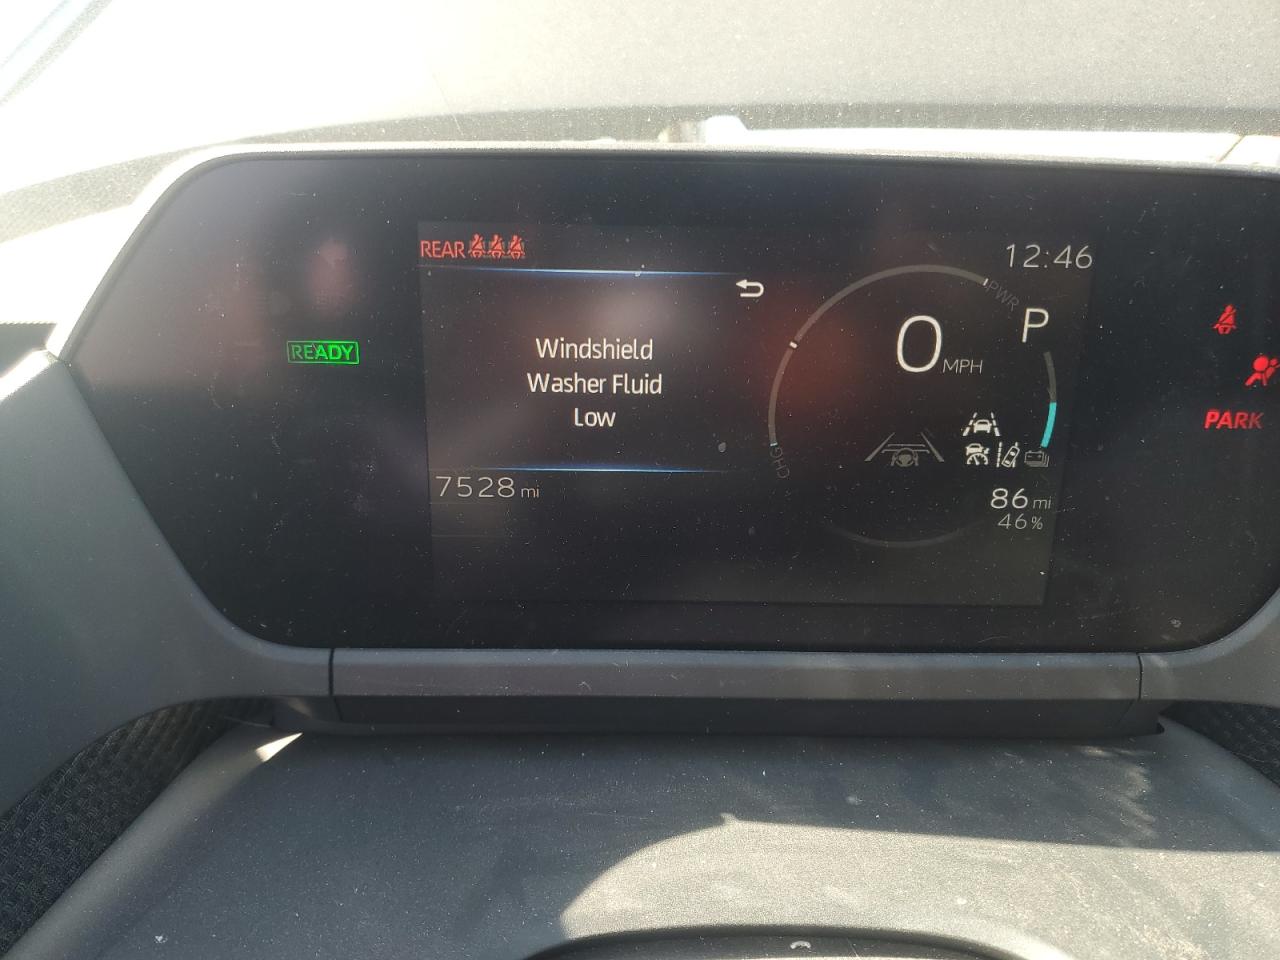 REAR
12:46
PWR
0 MPH
P
READY
Windshield
Washer Fluid
Low
PARK
CHG
7528 mi
86 mi
46%